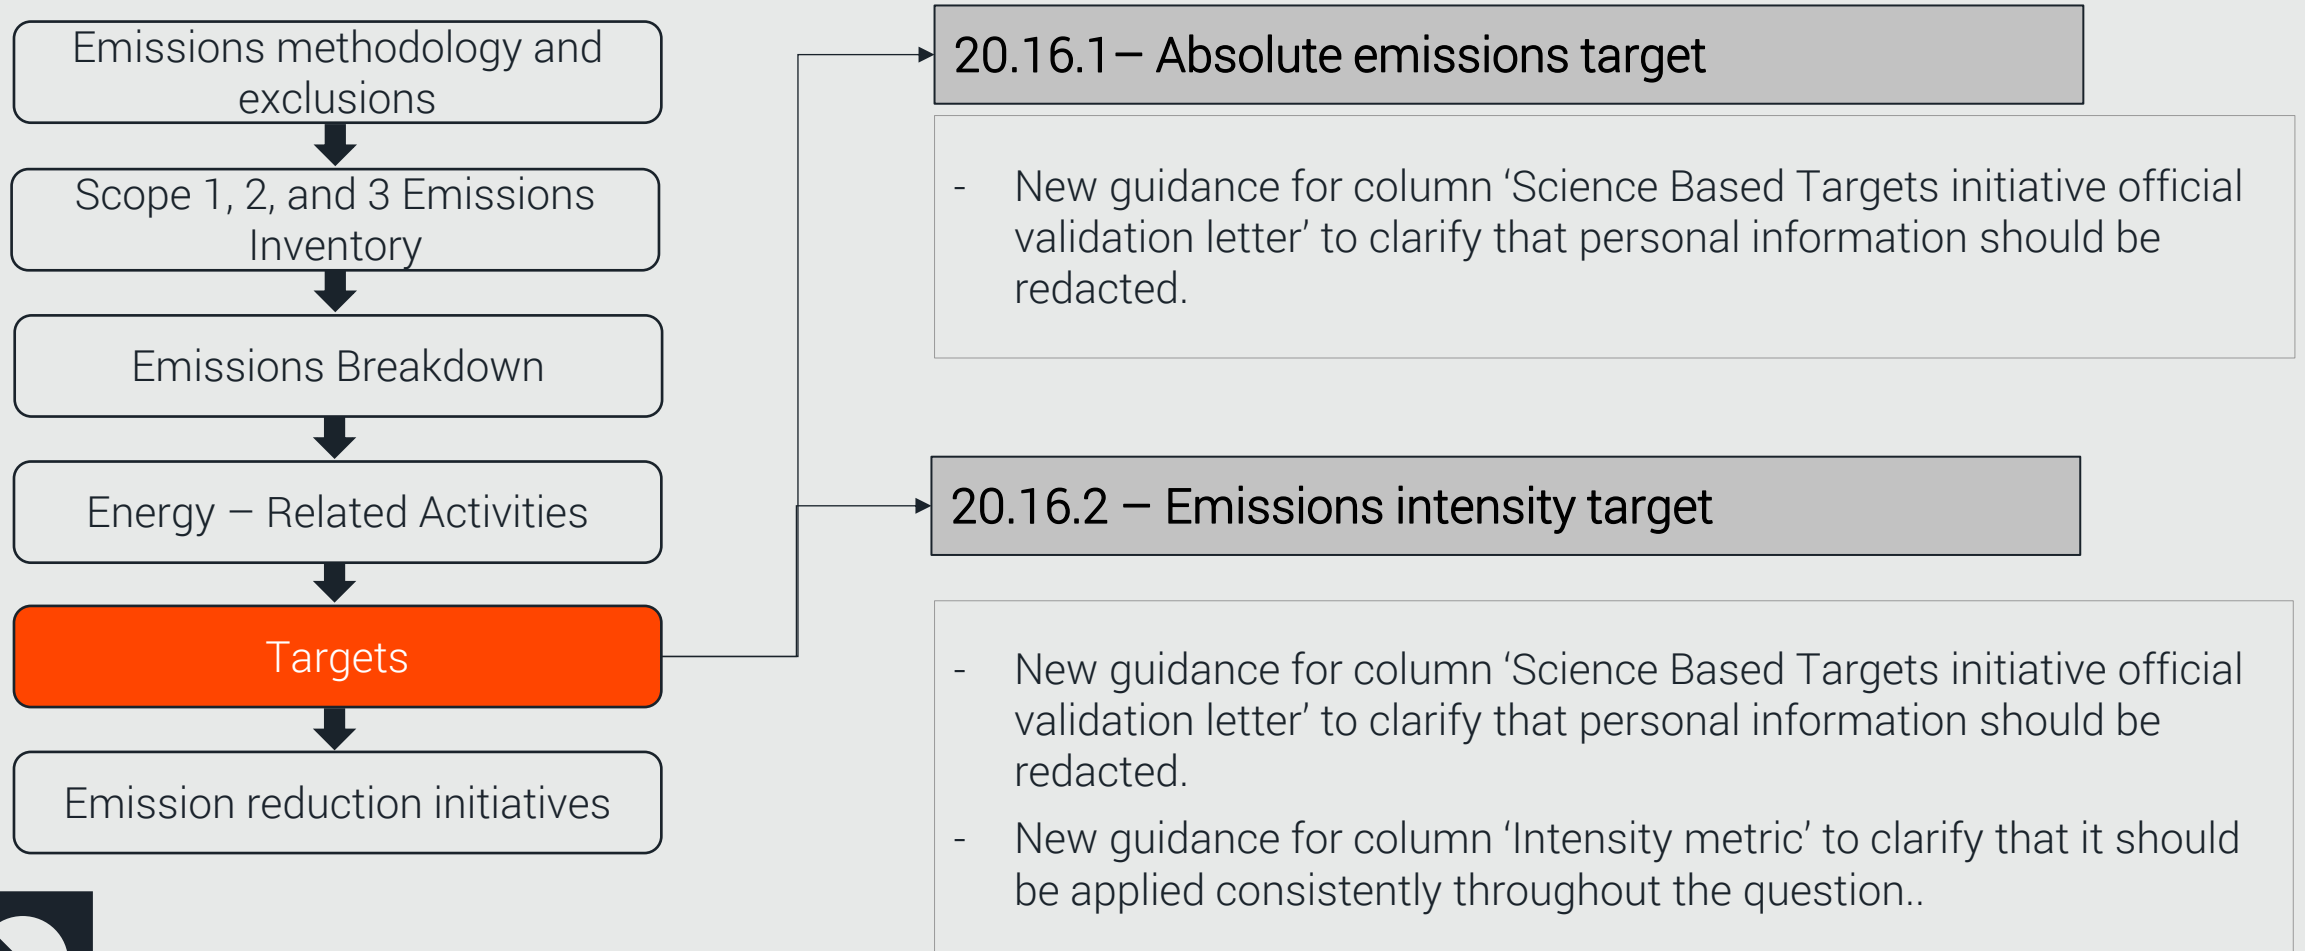 Emissions methodology and
exclusions
Scope 1, 2, and 3 Emissions
Inventory
Emissions Breakdown
Energy – Related Activities
Targets
Emission reduction initiatives
20.16.1– Absolute emissions target
- New guidance for column ‘Science Based Targets initiative official
validation letter’ to clarify that personal information should be
redacted.
20.16.2 – Emissions intensity target
- New guidance for column ‘Science Based Targets initiative official
validation letter’ to clarify that personal information should be
redacted.
- New guidance for column ‘Intensity metric’ to clarify that it should
be applied consistently throughout the question..